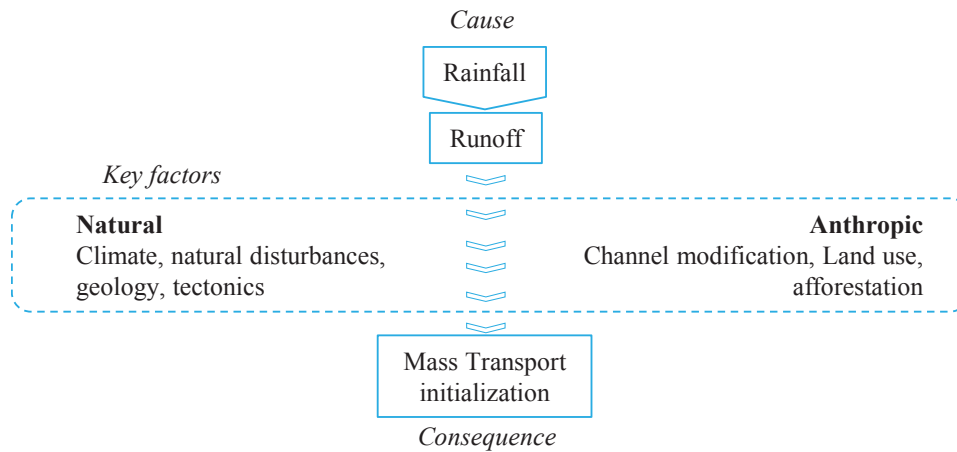 Cause
Rainfall
Runoff
Key factors
Natural
Climate, natural disturbances,
geology, tectonics
Anthropic
Channel modification, Land use,
afforestation
Mass Transport
initialization
Consequence